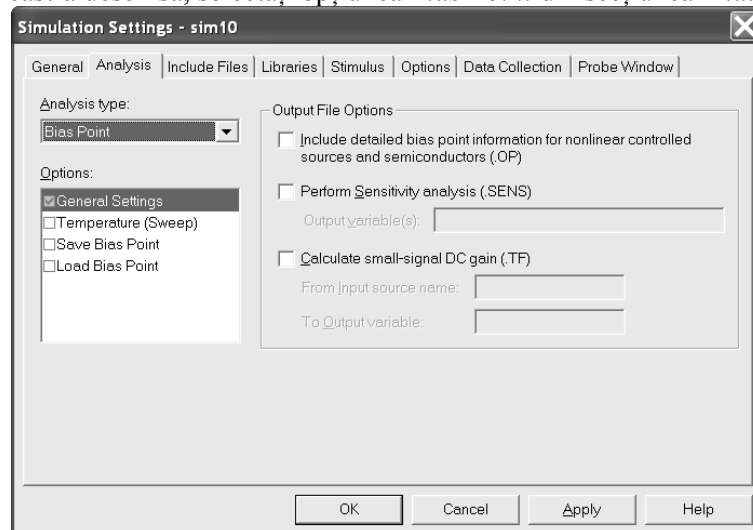 Simulation Settings - sim10
General Analysis Include Files Libraries Stimulus Options Data Collection Probe Window
Analysis type:
Bias Point
Options:
General Settings
Temperature (Sweep)
Save Bias Point
Load Bias Point
Output File Options
Include detailed bias point information for nonlinear controlled
sources and semiconductors (.OP)
Perform Sensitivity analysis (.SENS)
Output variable(s):
Calculate small-signal DC gain (.TF)
From Input source name:
To Output variable:
OK Cancel Apply Help